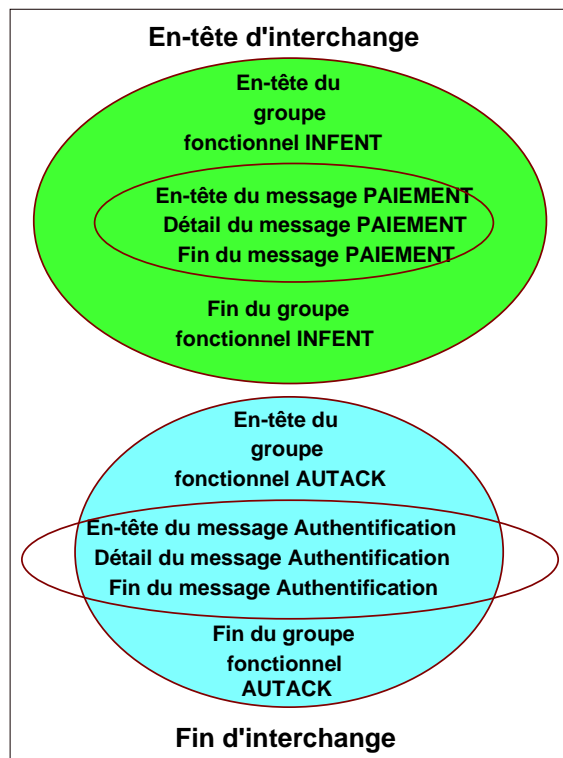 En-tête d'interchange
En-tête du
groupe
fonctionnel INFENT
En-tête du message PAIEMENT
Détail du message PAIEMENT
Fin du message PAIEMENT
Fin du groupe
fonctionnel INFENT
En-tête du
groupe
fonctionnel AUTACK
En-tête du message Authentification
Détail du message Authentification
Fin du message Authentification
Fin du groupe
fonctionnel
AUTACK
Fin d'interchange